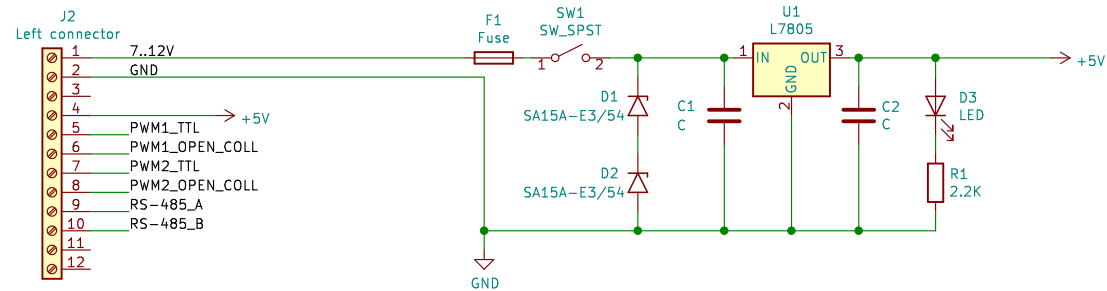 J2
Left connector
1
7..12V
2
GND
3
4
+5V
5
PWM1_TTL
6
PWM1_OPEN_COLL
7
PWM2_TTL
8
PWM2_OPEN_COLL
9
RS-485_A
10
RS-485_B
11
12
F1
Fuse
SW1
SW_SPST
1
2
D1
SA15A-E3/54
D2
SA15A-E3/54
GND
C1
C
U1
L7805
1
IN
OUT
3
GND
2
C2
C
D3
LED
R1
2.2K
+5V